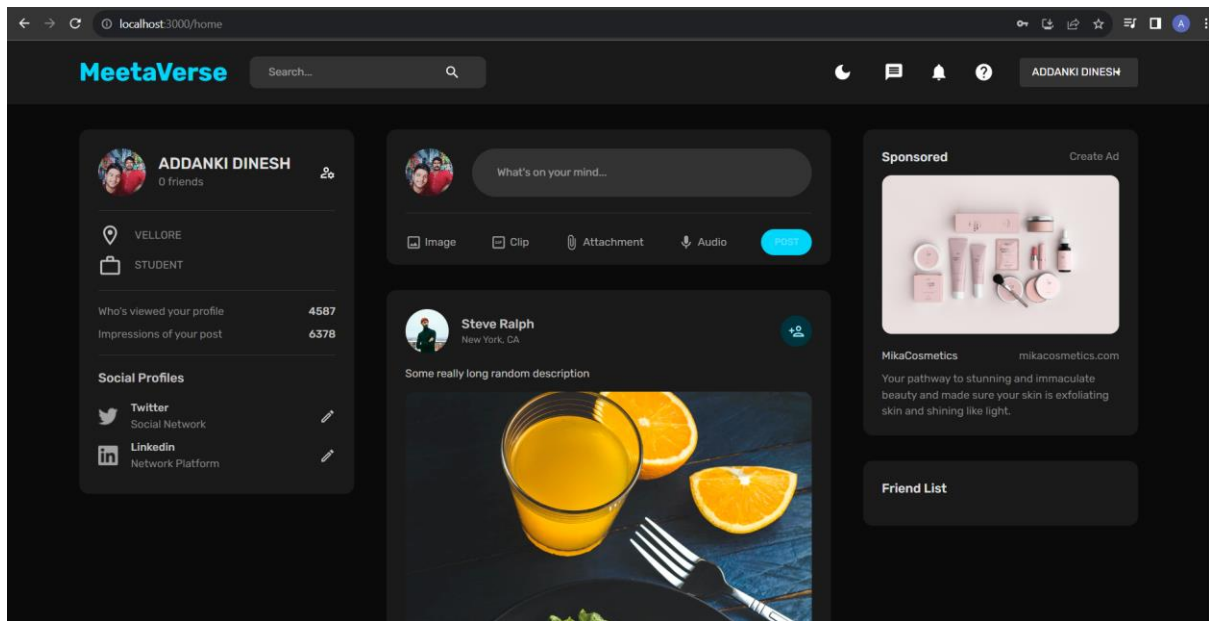 localhost:3000/home
A
MeetaVerse
Search...
ADDANKI DINESH
ADDANKI DINESH
0 friends
VELLORE
STUDENT
Who's viewed your profile 4587
Impressions of your post 6378
Social Profiles
Twitter
Social Network
Linkedin
Network Platform
What's on your mind...
Image Clip Attachment Audio POST
Steve Ralph
New York, CA
Some really long random description
Sponsored Create Ad
MikaCosmetics mikacosmetics.com
Your pathway to stunning and immaculate
beauty and made sure your skin is exfoliating
skin and shining like light.
Friend List